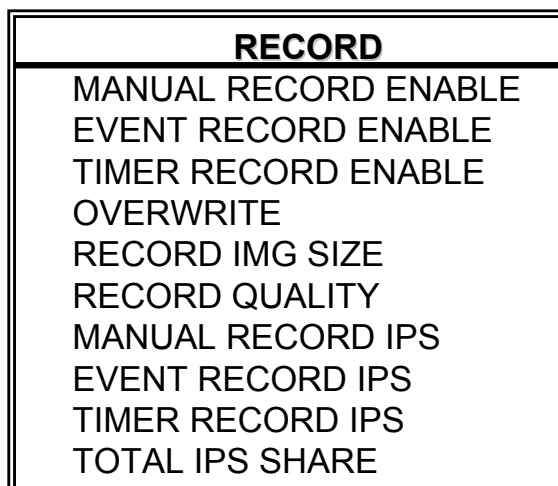 RECORD
MANUAL RECORD ENABLE
EVENT RECORD ENABLE
TIMER RECORD ENABLE
OVERWRITE
RECORD IMG SIZE
RECORD QUALITY
MANUAL RECORD IPS
EVENT RECORD IPS
TIMER RECORD IPS
TOTAL IPS SHARE